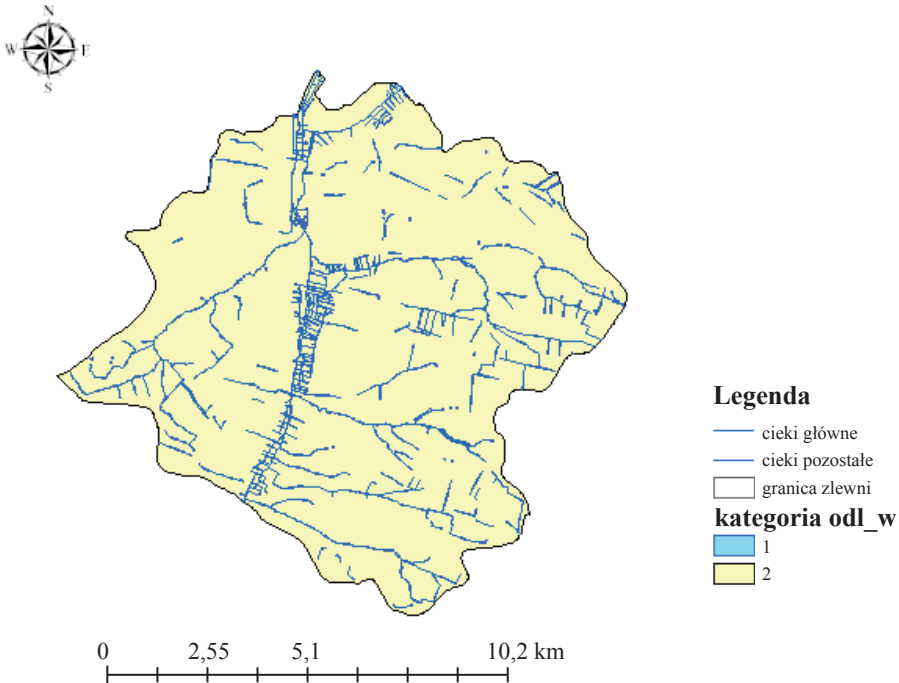 N
W E
S
Legenda
cieki główne
cieki pozostałe
granica zlewni
kategoria odl_w
1
2
0 2,55 5,1 10,2 km